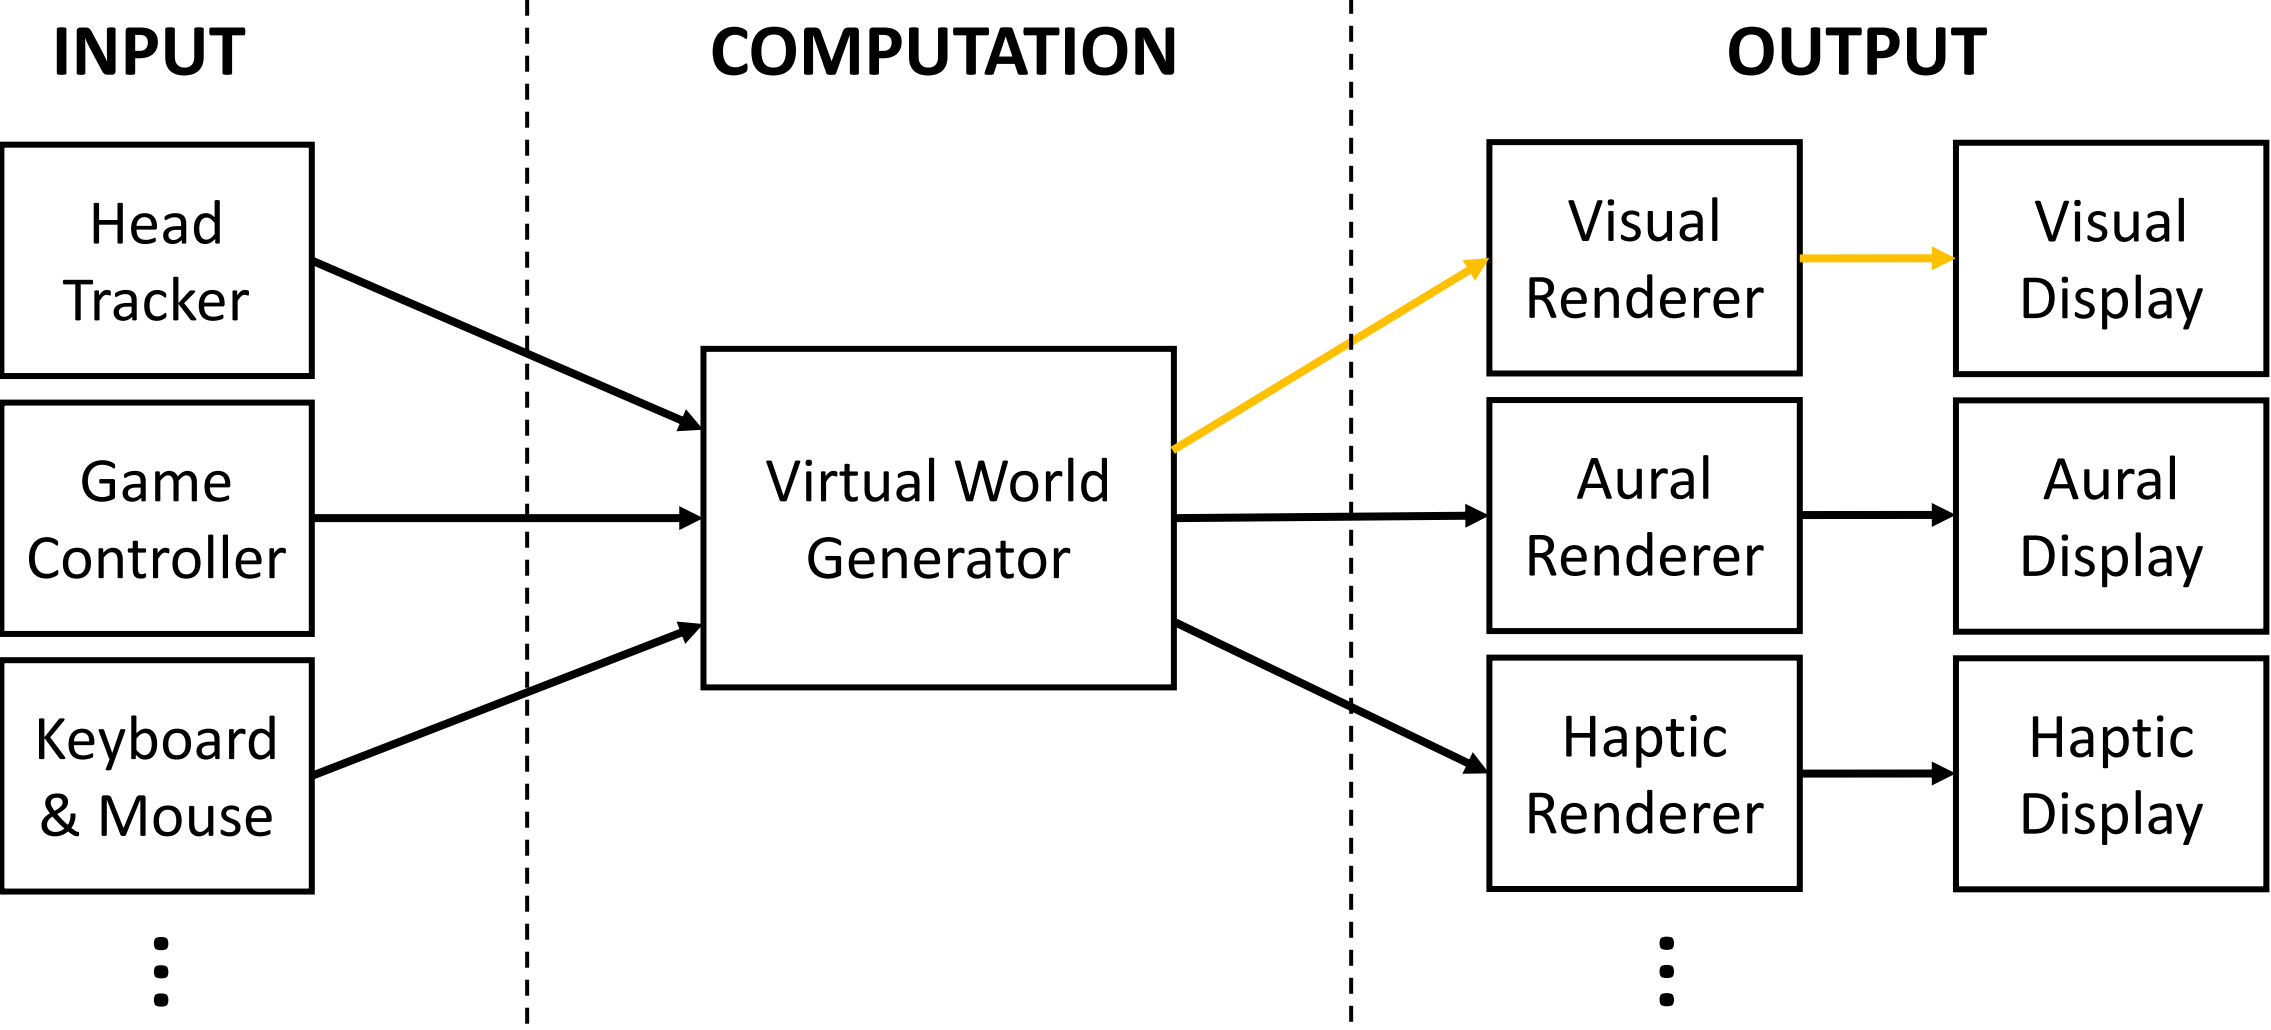 INPUT
COMPUTATION
OUTPUT
Head
Tracker
Game
Controller
Keyboard
& Mouse
Virtual World
Generator
Visual
Renderer
Visual
Display
Aural
Renderer
Aural
Display
Haptic
Renderer
Haptic
Display